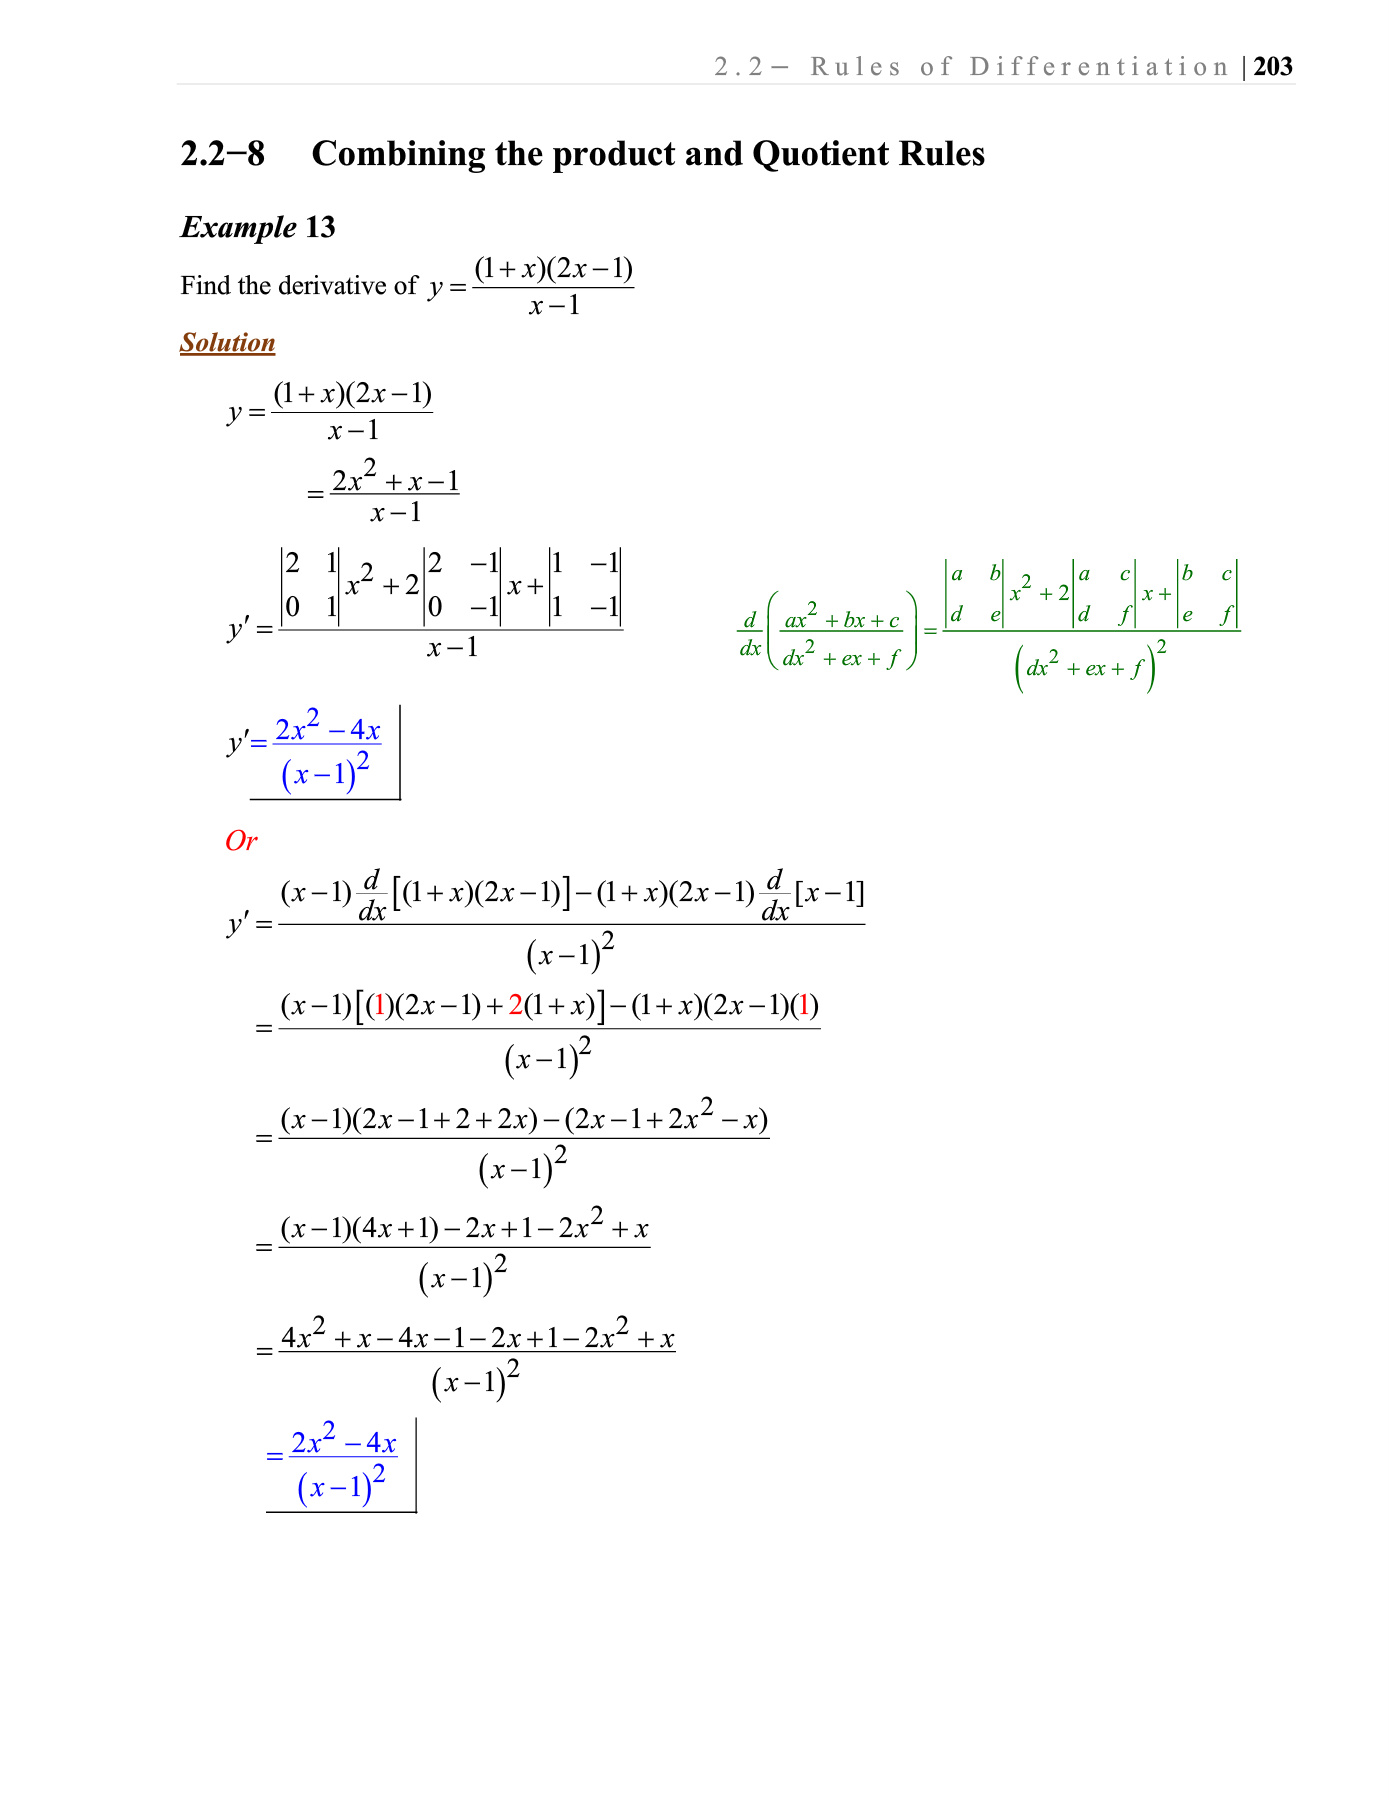 2.2− Rules of Differentiation | 203
2.2−8 Combining the product and Quotient Rules
Example 13
Find the derivative of y = \frac{(1+x)(2x−1)}{x−1}
Solution
y = \frac{(1+x)(2x−1)}{x−1}
= \frac{2x^2+x−1}{x−1}
y' = \frac{\begin{vmatrix}2 & 1\\0 & 1\end{vmatrix}x^2+2\begin{vmatrix}2 & −1\\0 & −1\end{vmatrix}x+\begin{vmatrix}1 & −1\\1 & −1\end{vmatrix}}{x−1}
\frac{d}{dx}\left(\frac{ax^2+bx+c}{dx^2+ex+f}\right) = \frac{\begin{vmatrix}a & b\\d & e\end{vmatrix}x^2+2\begin{vmatrix}a & c\\d & f\end{vmatrix}x+\begin{vmatrix}b & c\\e & f\end{vmatrix}}{(dx^2+ex+f)^2}
y' = \frac{2x^2−4x}{(x−1)^2}
Or
y' = \frac{(x−1)\frac{d}{dx}[(1+x)(2x−1)]−(1+x)(2x−1)\frac{d}{dx}[x−1]}{(x−1)^2}
= \frac{(x−1)[(1)(2x−1)+2(1+x)]−(1+x)(2x−1)(1)}{(x−1)^2}
= \frac{(x−1)(2x−1+2+2x)−(2x−1+2x^2−x)}{(x−1)^2}
= \frac{(x−1)(4x+1)−2x+1−2x^2+x}{(x−1)^2}
= \frac{4x^2+x−4x−1−2x+1−2x^2+x}{(x−1)^2}
= \frac{2x^2−4x}{(x−1)^2}